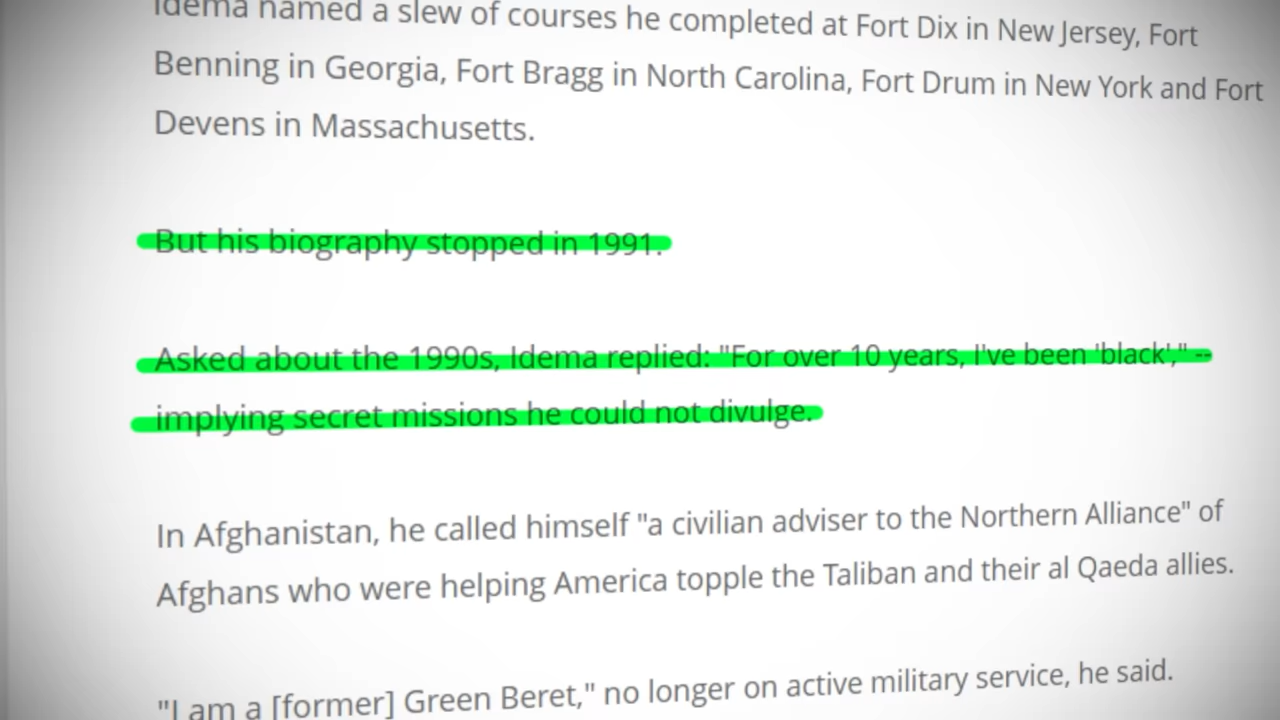 Idema named a slew of courses he completed at Fort Dix in New Jersey, Fort
Benning in Georgia, Fort Bragg in North Carolina, Fort Drum in New York and Fort
Devens in Massachusetts.
But his biography stopped in 1991.
Asked about the 1990s, Idema replied: "For over 10 years, I've been 'black'," --
implying secret missions he could not divulge.
In Afghanistan, he called himself "a civilian adviser to the Northern Alliance" of
Afghans who were helping America topple the Taliban and their al Qaeda allies.
"I am a [former] Green Beret," no longer on active military service, he said.